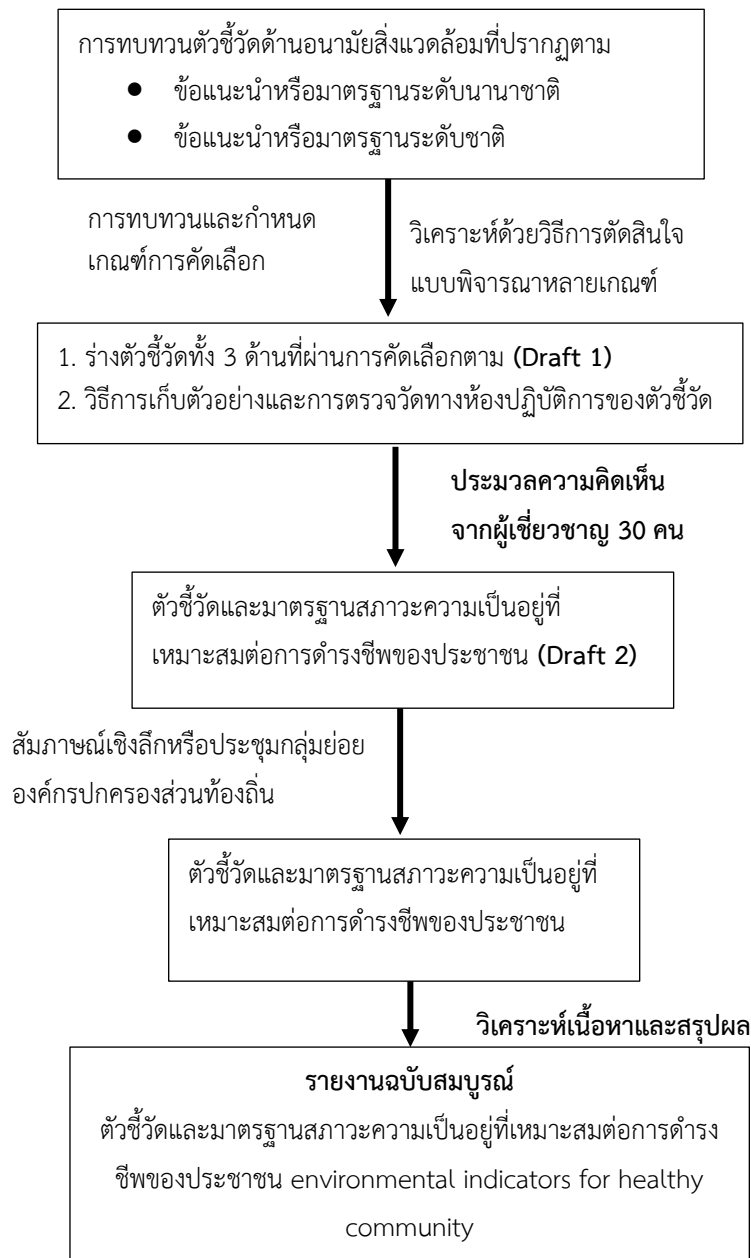 การทบทวนตัวชี้วัดด้านอนามัยสิ่งแวดล้อมที่ปรากฏตาม
● ข้อแนะนำหรือมาตรฐานระดับนานาชาติ
● ข้อแนะนำหรือมาตรฐานระดับชาติ
การทบทวนและกำหนด
เกณฑ์การคัดเลือก
วิเคราะห์ด้วยวิธีการตัดสินใจ
แบบพิจารณาหลายเกณฑ์
1. ร่างตัวชี้วัดทั้ง 3 ด้านที่ผ่านการคัดเลือกตาม (Draft 1)
2. วิธีการเก็บตัวอย่างและการตรวจวัดทางห้องปฏิบัติการของตัวชี้วัด
ประมวลความคิดเห็น
จากผู้เชี่ยวชาญ 30 คน
ตัวชี้วัดและมาตรฐานสภาวะความเป็นอยู่ที่
เหมาะสมต่อการดำรงชีพของประชาชน (Draft 2)
สัมภาษณ์เชิงลึกหรือประชุมกลุ่มย่อย
องค์กรปกครองส่วนท้องถิ่น
ตัวชี้วัดและมาตรฐานสภาวะความเป็นอยู่ที่
เหมาะสมต่อการดำรงชีพของประชาชน
วิเคราะห์เนื้อหาและสรุปผล
รายงานฉบับสมบูรณ์
ตัวชี้วัดและมาตรฐานสภาวะความเป็นอยู่ที่เหมาะสมต่อการดำรง
ชีพของประชาชน environmental indicators for healthy
community